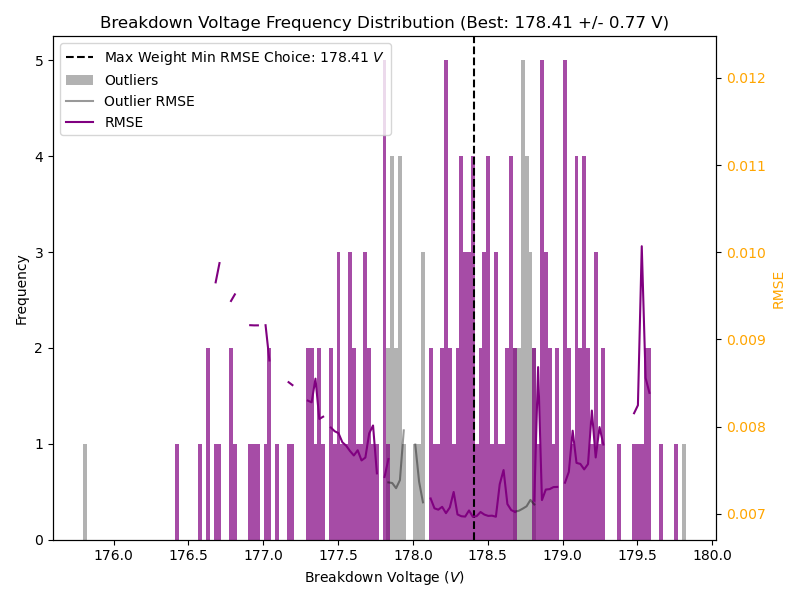 Breakdown Voltage Frequency Distribution (Best: 178.41 +/- 0.77 V)
Max Weight Min RMSE Choice: 178.41 V
Outliers
Outlier RMSE
RMSE
5
4
3
2
1
0
Frequency
0.012
0.011
0.010
0.009
0.008
0.007
RMSE
176.0 176.5 177.0 177.5 178.0 178.5 179.0 179.5 180.0
Breakdown Voltage (V)